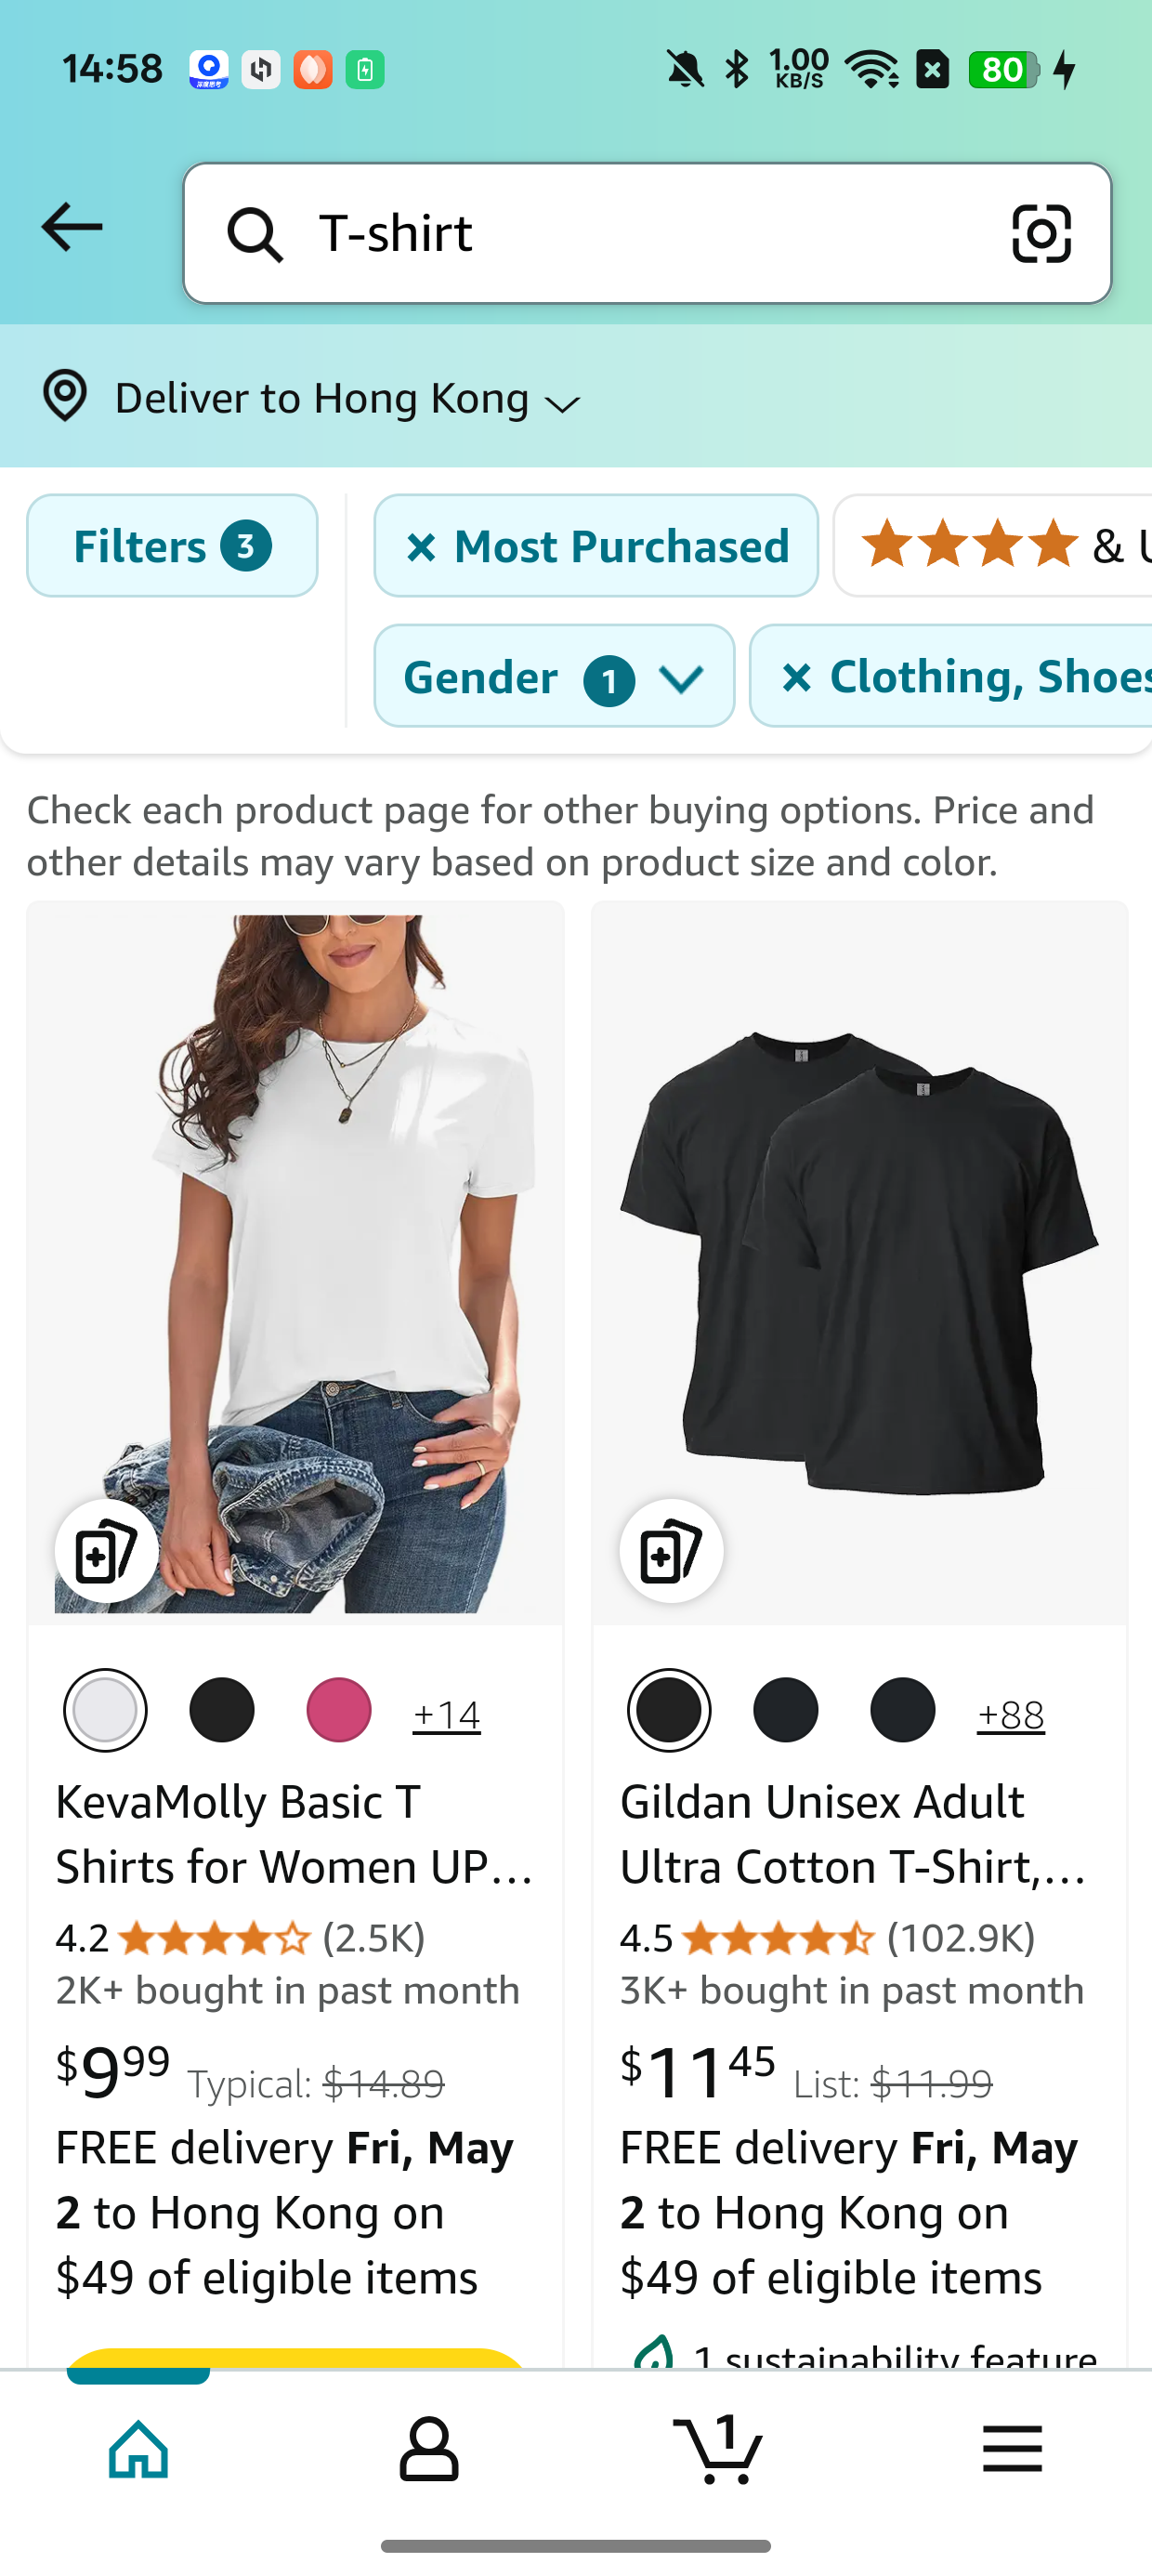 14:58
1.00
KB/S
80
T-shirt
Deliver to Hong Kong
Filters 3
Most Purchased
& U
Gender 1
Clothing, Shoes
Check each product page for other buying options. Price and
other details may vary based on product size and color.
+14
KevaMolly Basic T
Shirts for Women UP...
4.2 (2.5K)
2K+ bought in past month
$9.99 Typical: $14.89
FREE delivery Fri, May
2 to Hong Kong on
$49 of eligible items
+88
Gildan Unisex Adult
Ultra Cotton T-Shirt,...
4.5 (102.9K)
3K+ bought in past month
$11.45 List: $11.99
FREE delivery Fri, May
2 to Hong Kong on
$49 of eligible items
1 sustainability feature
1